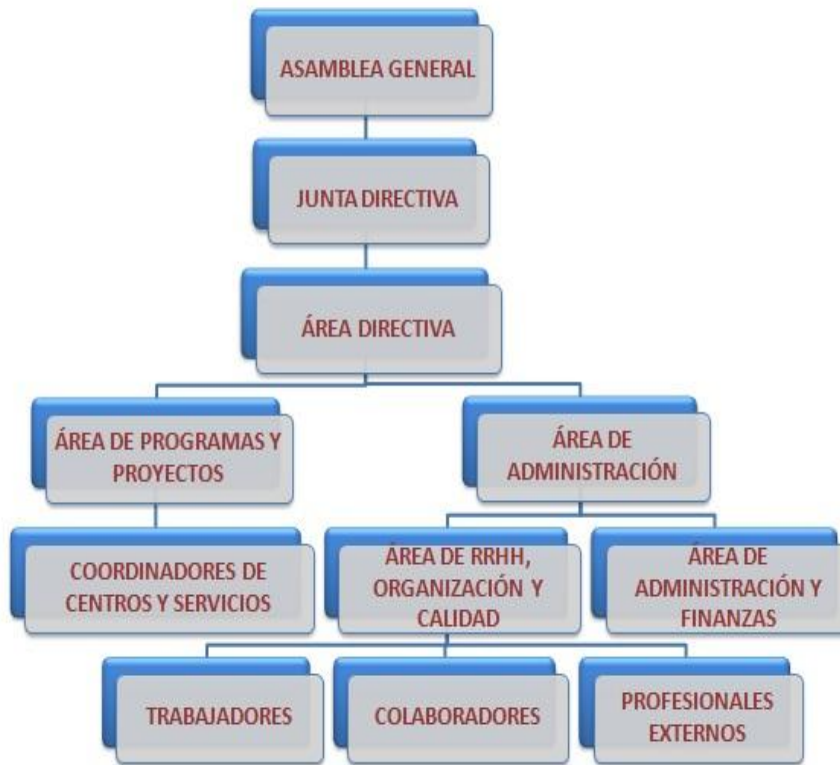 ASAMBLEA GENERAL
JUNTA DIRECTIVA
ÁREA DIRECTIVA
ÁREA DE PROGRAMAS Y
PROYECTOS
ÁREA DE
ADMINISTRACIÓN
COORDINADORES DE
CENTROS Y SERVICIOS
ÁREA DE RRHH,
ORGANIZACIÓN Y
CALIDAD
ÁREA DE
ADMINISTRACIÓN Y
FINANZAS
TRABAJADORES
COLABORADORES
PROFESIONALES
EXTERNOS